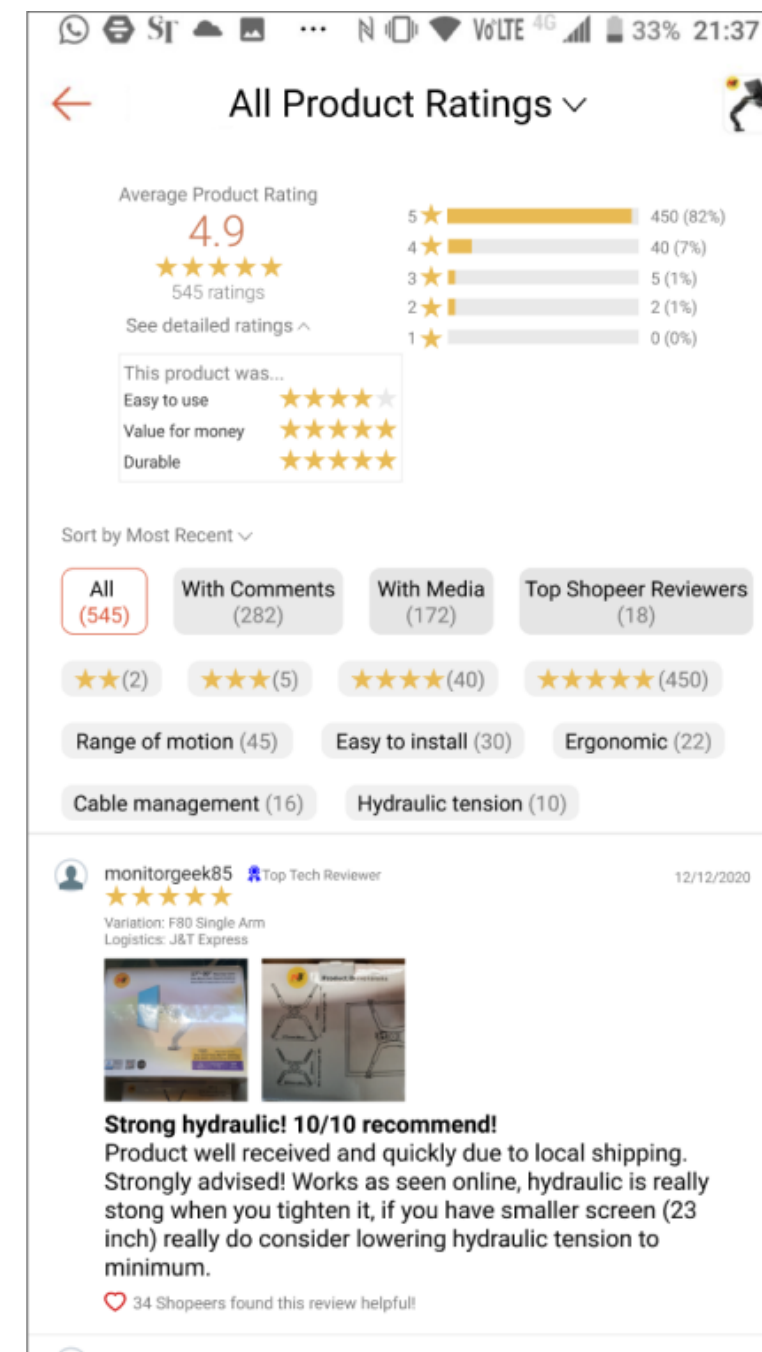 VoLTE 4G 33% 21:37
All Product Ratings
Average Product Rating
4.9
545 ratings
See detailed ratings
5 450 (82%)
4 40 (7%)
3 5 (1%)
2 2 (1%)
1 0 (0%)
This product was...
Easy to use
Value for money
Durable
Sort by Most Recent
All (545)
With Comments (282)
With Media (172)
Top Shopeer Reviewers (18)
(2) (5) (40) (450)
Range of motion (45) Easy to install (30) Ergonomic (22)
Cable management (16) Hydraulic tension (10)
monitorgeek85 Top Tech Reviewer 12/12/2020
Variation: F80 Single Arm
Logistics: J&T Express
Product Dimensions
Strong hydraulic! 10/10 recommend!
Product well received and quickly due to local shipping.
Strongly advised! Works as seen online, hydraulic is really
stong when you tighten it, if you have smaller screen (23
inch) really do consider lowering hydraulic tension to
minimum.
34 Shopeers found this review helpful!